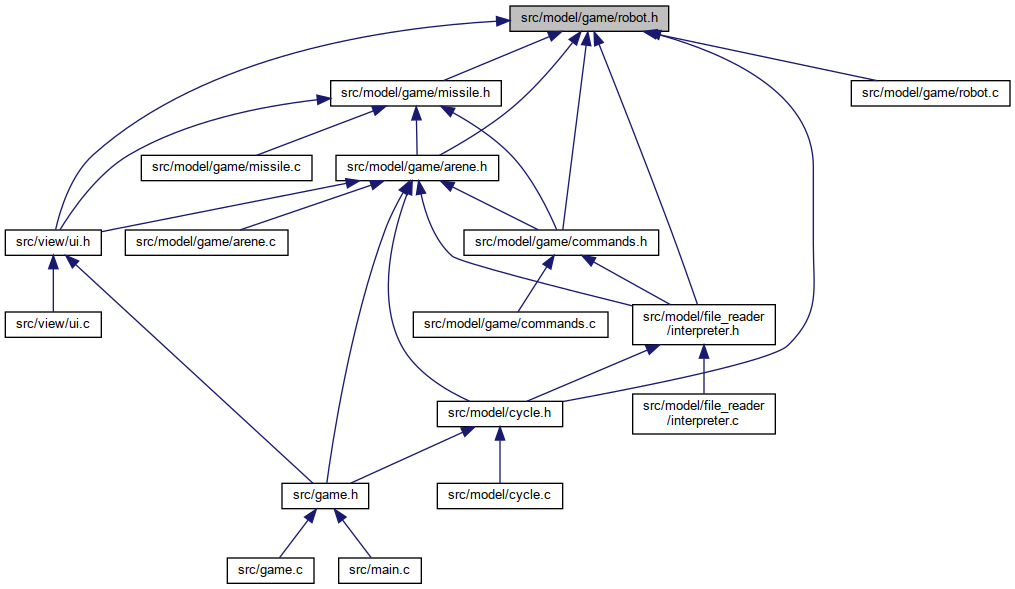 src/model/game/robot.h
src/model/game/missile.h
src/model/game/robot.c
src/model/game/missile.c
src/model/game/arene.h
src/view/ui.h
src/model/game/arene.c
src/model/game/commands.h
src/view/ui.c
src/model/game/commands.c
src/model/file_reader
/interpreter.h
src/model/cycle.h
src/model/file_reader
/interpreter.c
src/game.h
src/model/cycle.c
src/game.c
src/main.c